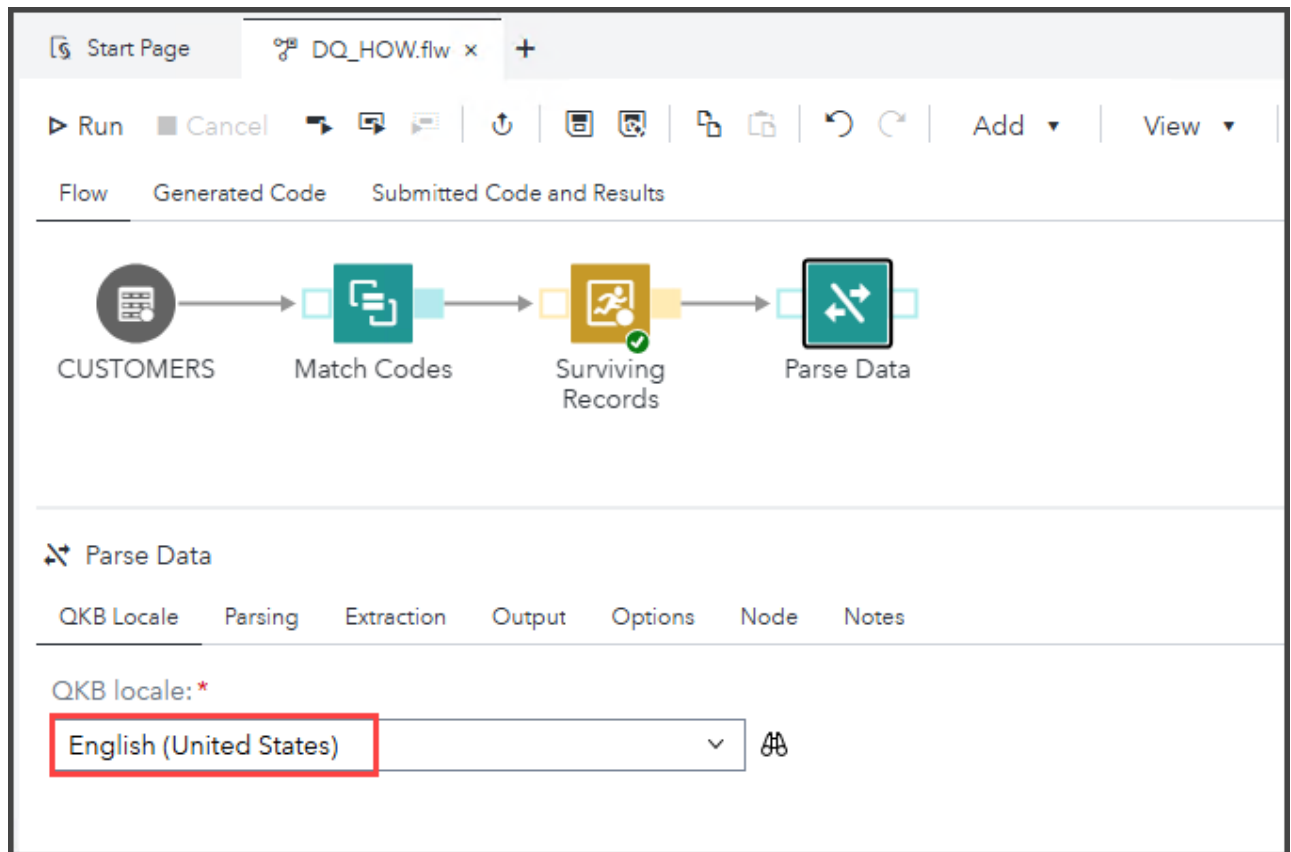 Start Page
DQ_HOW.flw × +
Run Cancel Add View
Flow Generated Code Submitted Code and Results
CUSTOMERS Match Codes Surviving Records Parse Data
Parse Data
QKB Locale Parsing Extraction Output Options Node Notes
QKB locale: *
English (United States)